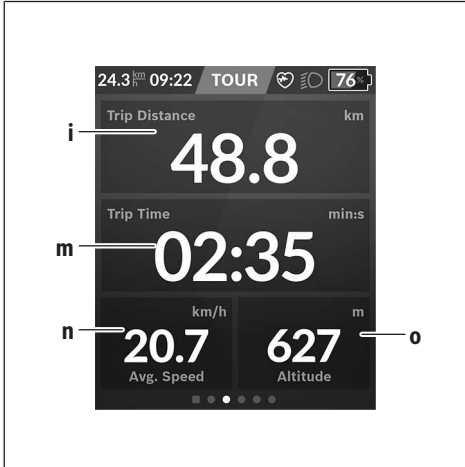 24.3 km/h 09:22 TOUR 76%
Trip Distance km
i
48.8
Trip Time min:s
m
02:35
km/h m
n
20.7 627
o
Avg. Speed Altitude